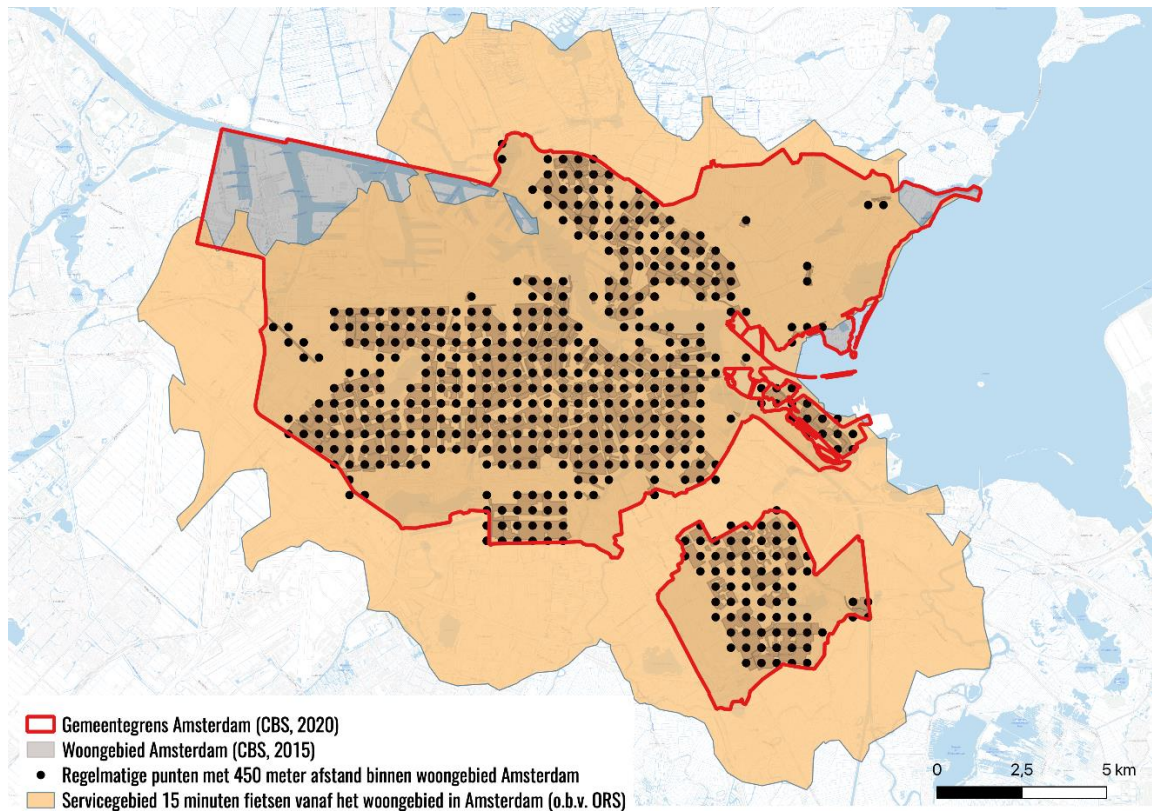 Gemeentegrens Amsterdam (CBS, 2020)
Woongebied Amsterdam (CBS, 2015)
Regelmatige punten met 450 meter afstand binnen woongebied Amsterdam
Servicegebied 15 minuten fietsen vanaf het woongebied in Amsterdam (o.b.v. ORS)
0 2,5 5 km